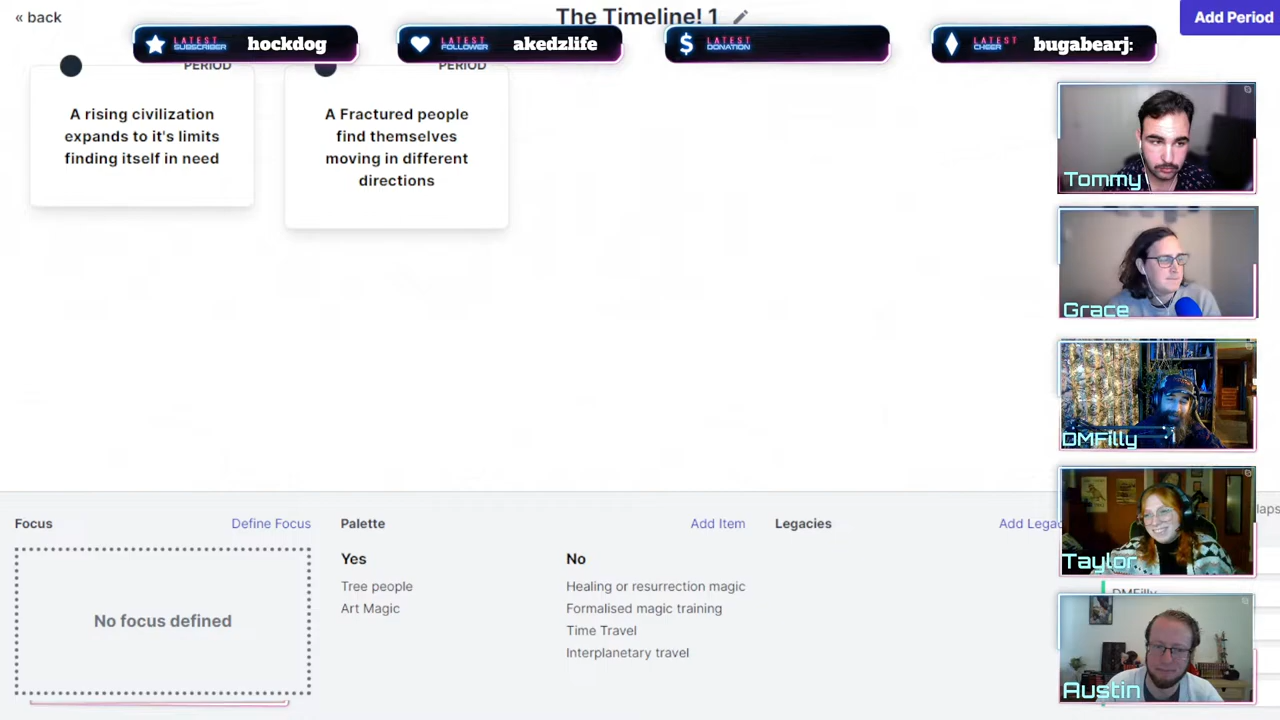 « back
The Timeline! 1
Add Period
LATEST SUBSCRIBER hockdog
LATEST FOLLOWER akedzlife
LATEST DONATION
LATEST CHEER bugabearj:
PERIOD
A rising civilization
expands to it's limits
finding itself in need
PERIOD
A Fractured people
find themselves
moving in different
directions
Tommy
Grace
DMFilly
Taylor
Austin
Focus
Define Focus
No focus defined
Palette
Add Item
Yes
Tree people
Art Magic
No
Healing or resurrection magic
Formalised magic training
Time Travel
Interplanetary travel
Legacies
Add Legac
laps
DMFilly